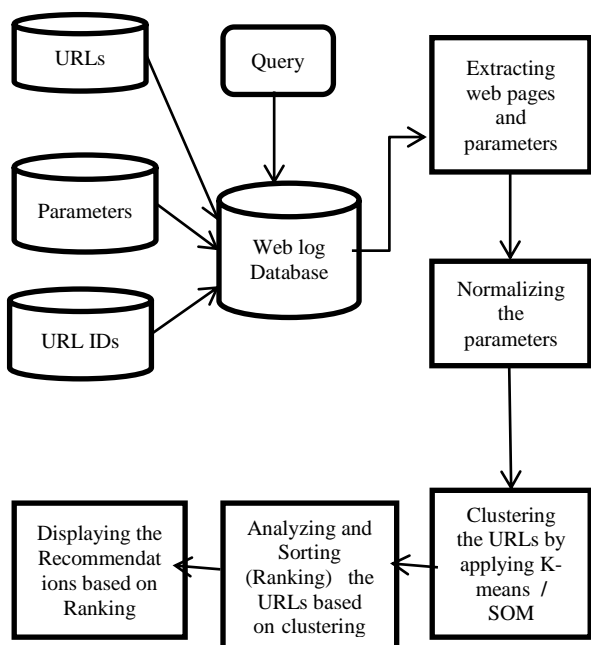 URLs
Query
Extracting
web pages
and
parameters
Parameters
Web log
Database
URL IDs
Normalizing
the
parameters
Displaying the
Recommendat
ions based on
Ranking
Analyzing and
Sorting
(Ranking) the
URLs based
on clustering
Clustering
the URLs by
applying K-
means /
SOM